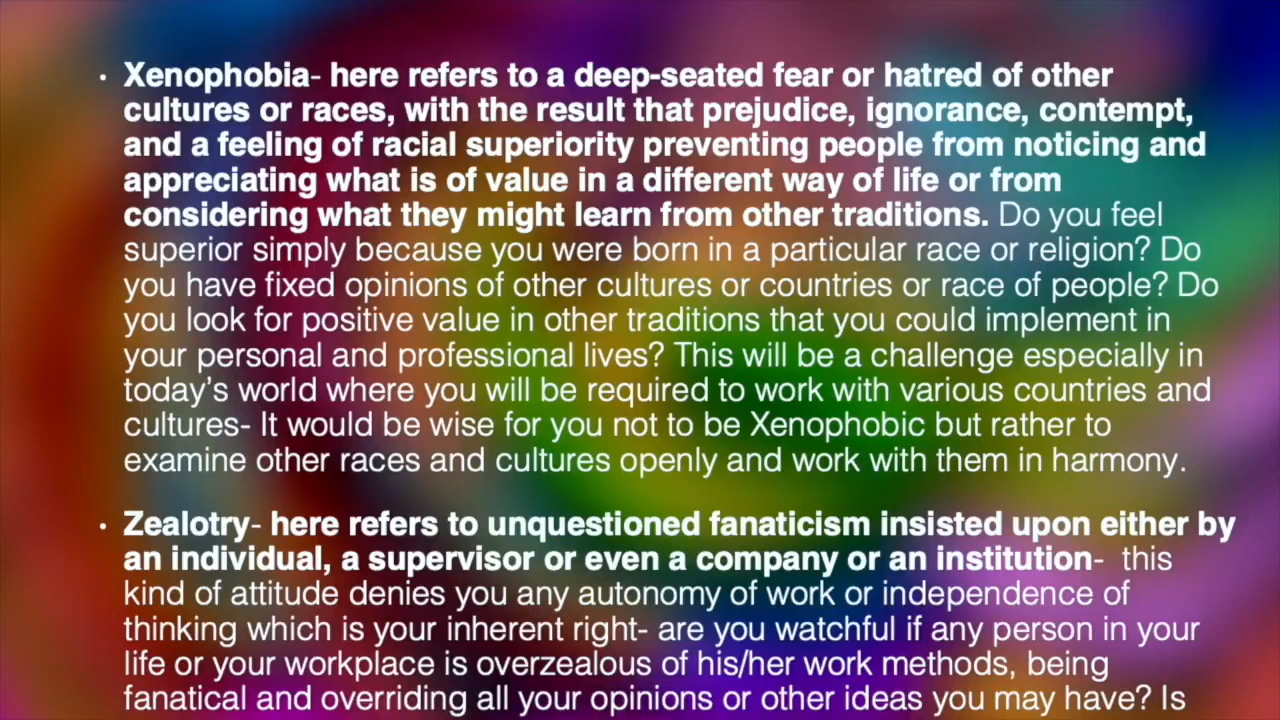 · Xenophobia- here refers to a deep-seated fear or hatred of other
cultures or races, with the result that prejudice, ignorance, contempt,
and a feeling of racial superiority preventing people from noticing and
appreciating what is of value in a different way of life or from
considering what they might learn from other traditions. Do you feel
superior simply because you were born in a particular race or religion? Do
you have fixed opinions of other cultures or countries or race of people? Do
you look for positive value in other traditions that you could implement in
your personal and professional lives? This will be a challenge especially in
today's world where you will be required to work with various countries and
cultures- It would be wise for you not to be Xenophobic but rather to
examine other races and cultures openly and work with them in harmony.
· Zealotry- here refers to unquestioned fanaticism insisted upon either by
an individual, a supervisor or even a company or an institution- this
kind of attitude denies you any autonomy of work or independence of
thinking which is your inherent right- are you watchful if any person in your
life or your workplace is overzealous of his/her work methods, being
fanatical and overriding all your opinions or other ideas you may have? Is